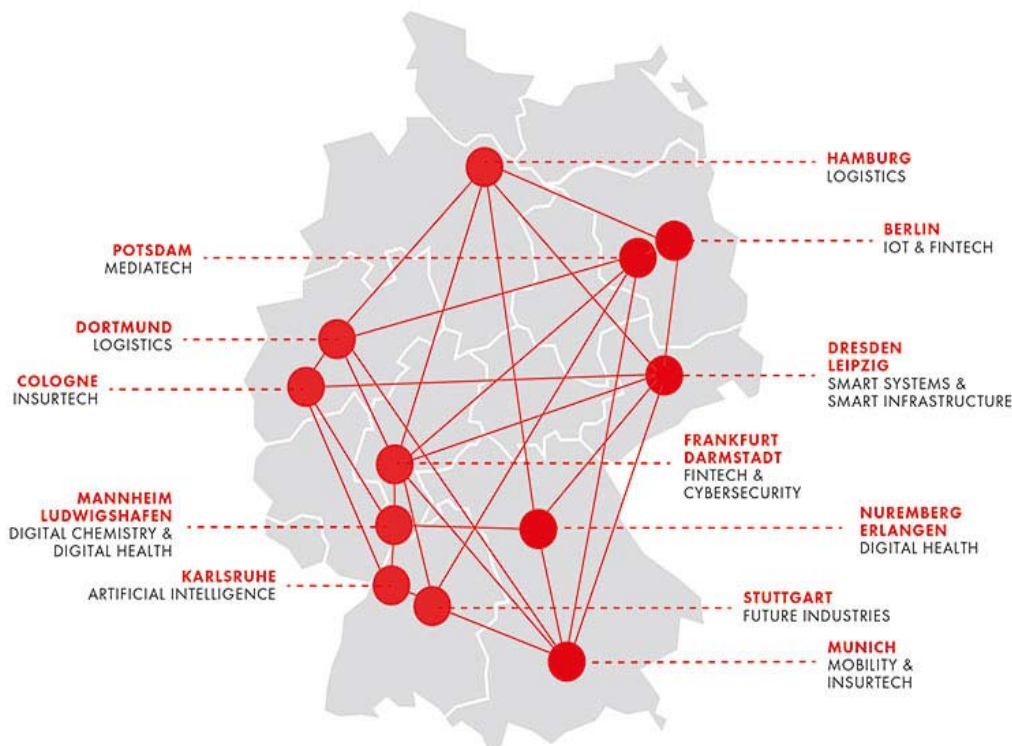 HAMBURG
LOGISTICS
BERLIN
IOT & FINTECH
POTSDAM
MEDIATECH
DORTMUND
LOGISTICS
COLOGNE
INSURTECH
DRESDEN
LEIPZIG
SMART SYSTEMS &
SMART INFRASTRUCTURE
FRANKFURT
DARMSTADT
FINTECH &
CYBERSECURITY
MANNHEIM
LUDWIGSHAFEN
DIGITAL CHEMISTRY &
DIGITAL HEALTH
NUREMBERG
ERLANGEN
DIGITAL HEALTH
KARLSRUHE
ARTIFICIAL INTELLIGENCE
STUTTGART
FUTURE INDUSTRIES
MUNICH
MOBILITY &
INSURTECH